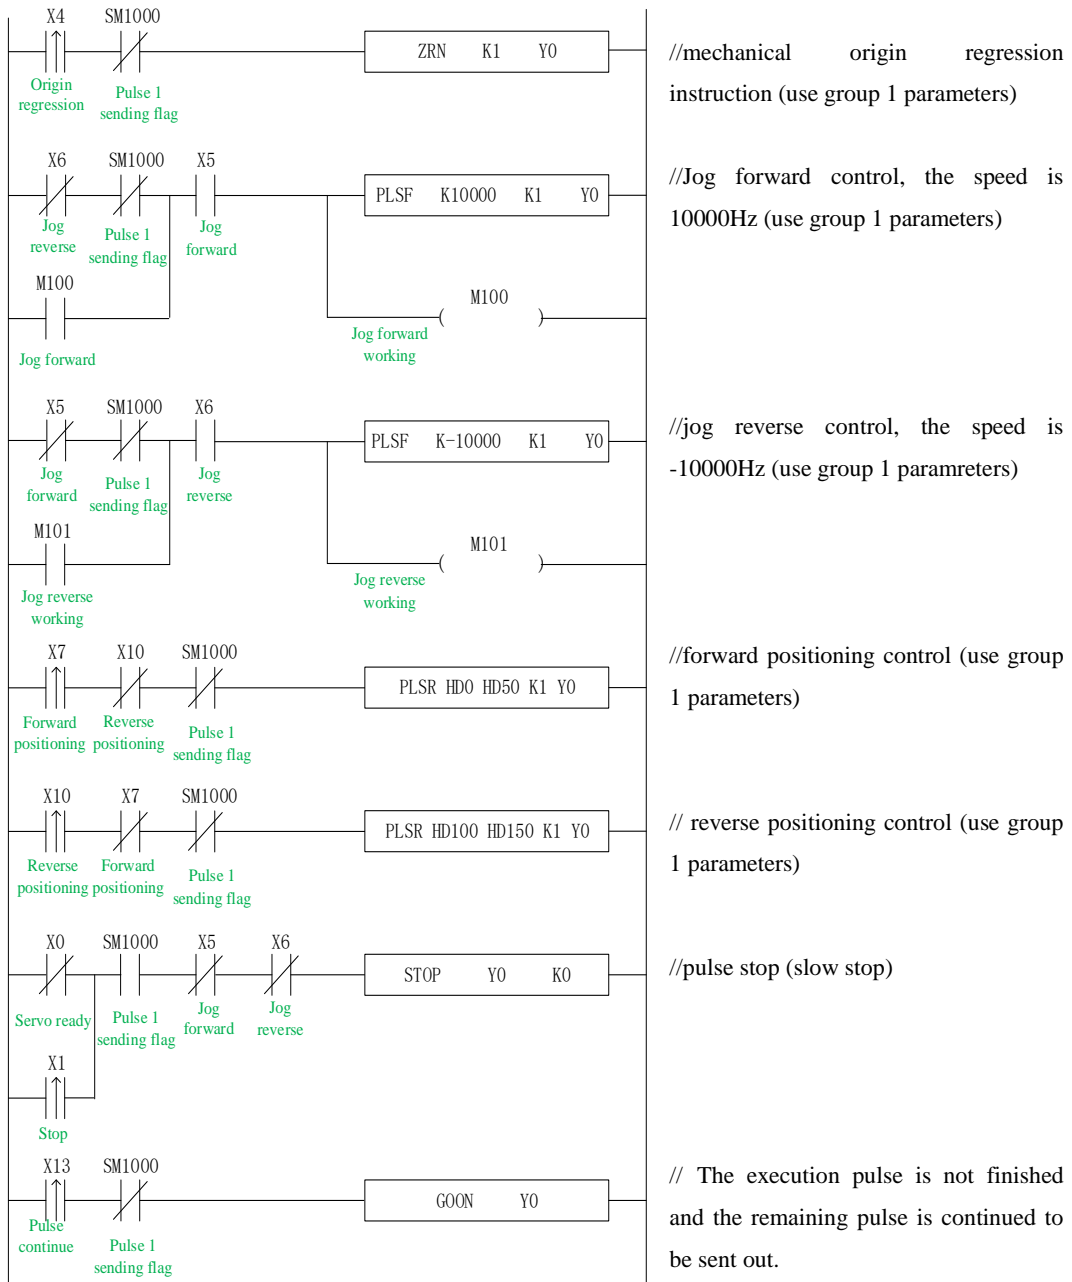 X4 SM1000
ZRN K1 Y0
Origin regression
Pulse 1 sending flag
//mechanical origin regression
instruction (use group 1 parameters)
X6 SM1000 X5
PLSF K10000 K1 Y0
Jog reverse
Pulse 1 sending flag
Jog forward
//Jog forward control, the speed is
10000Hz (use group 1 parameters)
M100
M100
Jog forward
Jog forward working
X5 SM1000 X6
PLSF K-10000 K1 Y0
Jog forward
Pulse 1 sending flag
Jog reverse
//jog reverse control, the speed is
-10000Hz (use group 1 paramreters)
M101
M101
Jog reverse working
Jog reverse working
X7 X10 SM1000
PLSR HD0 HD50 K1 Y0
Forward positioning
Reverse positioning
Pulse 1 sending flag
//forward positioning control (use group
1 parameters)
X10 X7 SM1000
PLSR HD100 HD150 K1 Y0
Reverse positioning
Forward positioning
Pulse 1 sending flag
// reverse positioning control (use group
1 parameters)
X0 SM1000 X5 X6
STOP Y0 K0
Servo ready
Pulse 1 sending flag
Jog forward
Jog reverse
//pulse stop (slow stop)
X1
Stop
X13 SM1000
GOON Y0
Pulse continue
Pulse 1 sending flag
// The execution pulse is not finished
and the remaining pulse is continued to
be sent out.